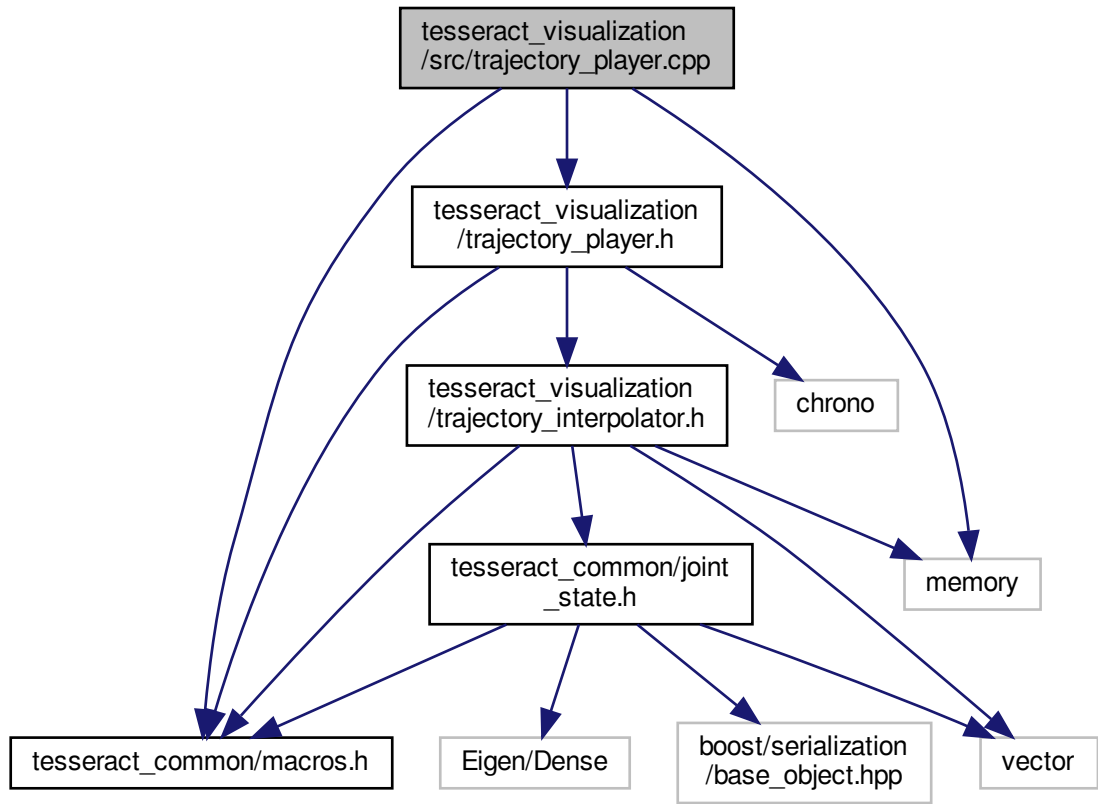 tesseract_visualization
/src/trajectory_player.cpp
tesseract_visualization
/trajectory_player.h
tesseract_visualization
/trajectory_interpolator.h
chrono
tesseract_common/joint
_state.h
memory
tesseract_common/macros.h
Eigen/Dense
boost/serialization
/base_object.hpp
vector